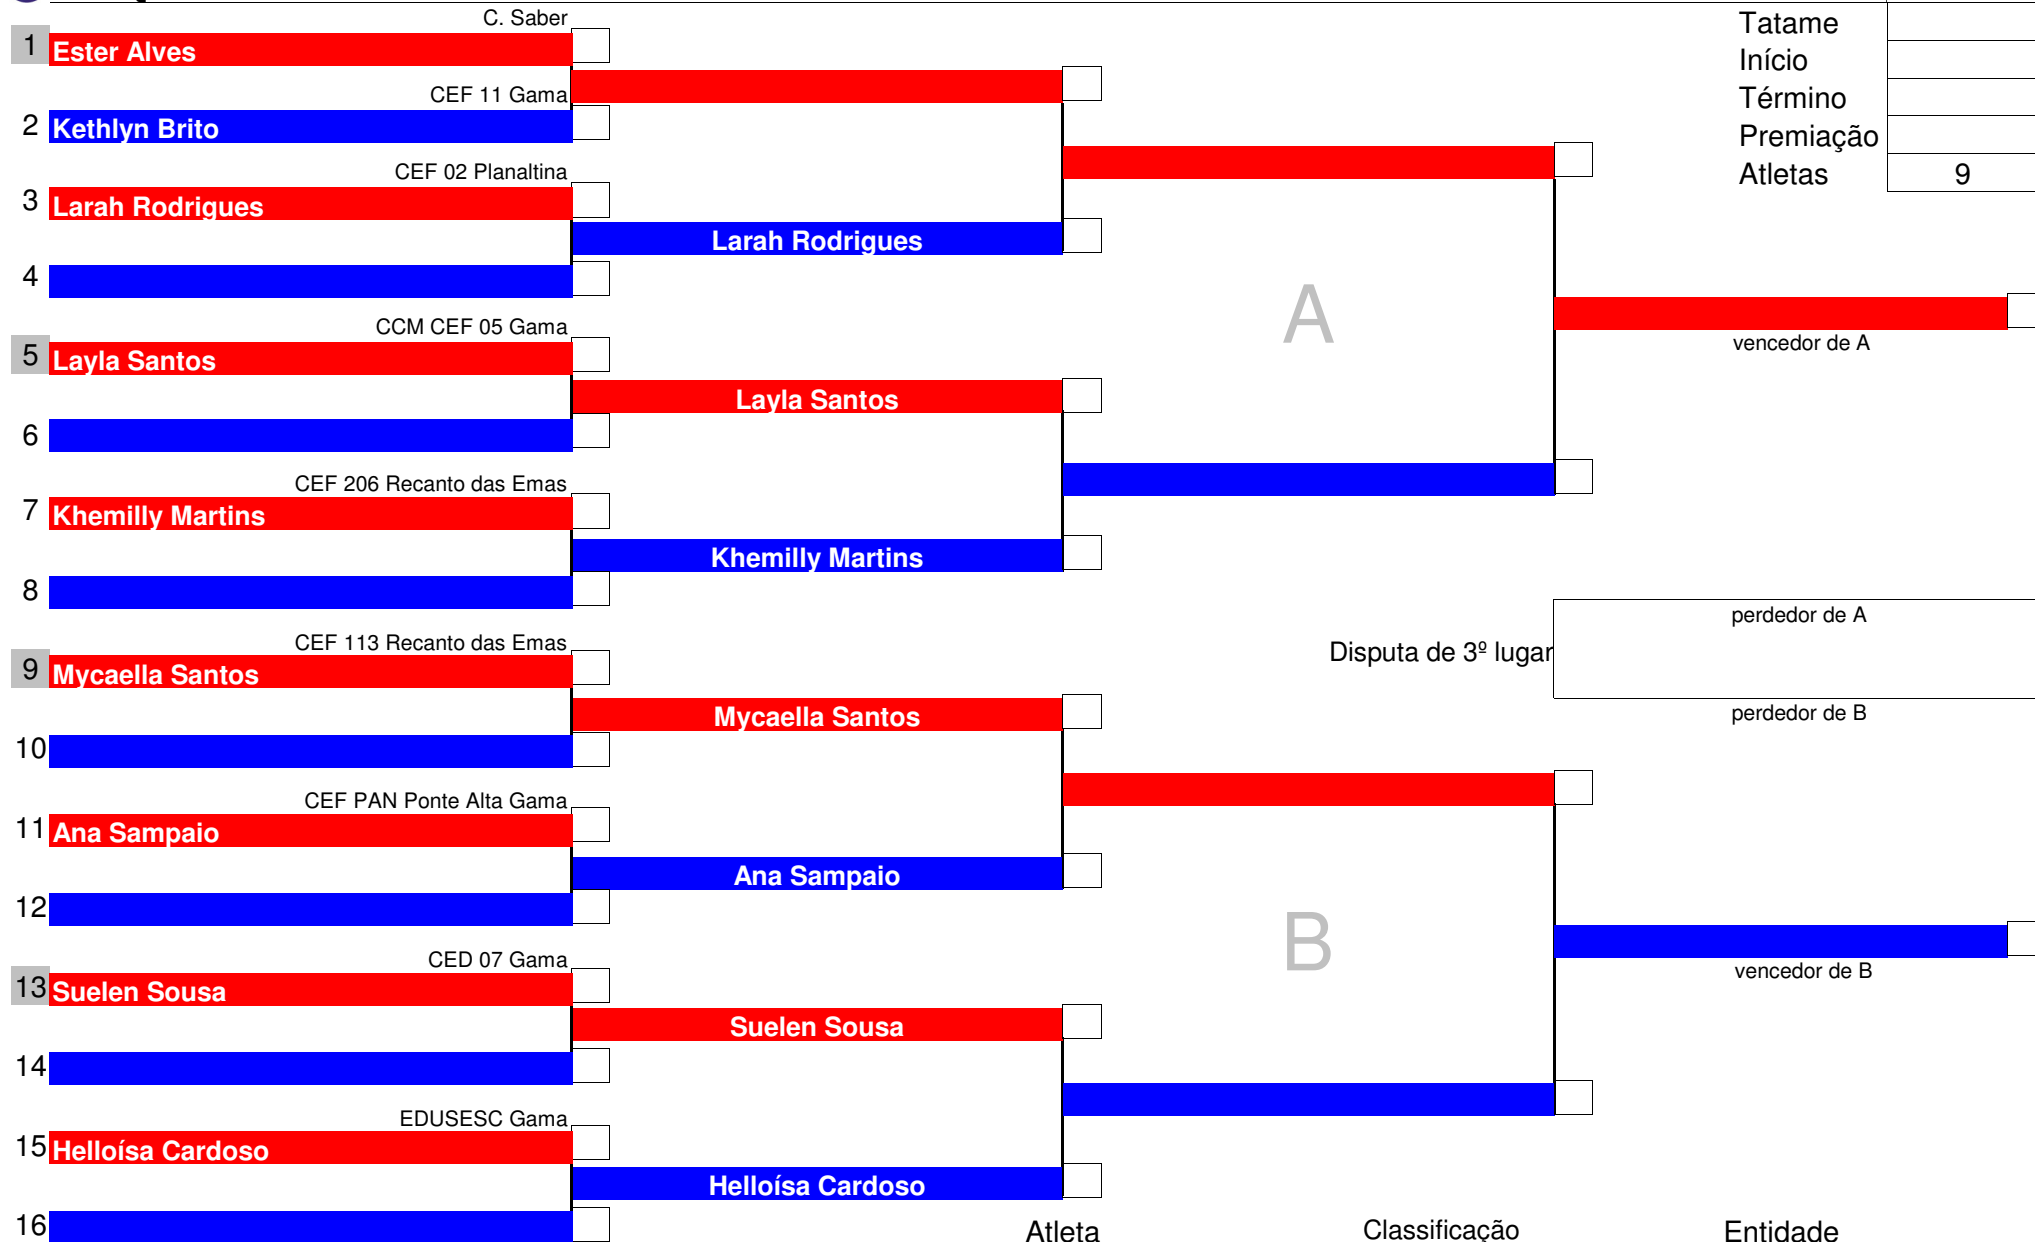 C. Saber
1 Ester Alves
CEF 11 Gama
2 Kethlyn Brito
CEF 02 Planaltina
3 Larah Rodrigues
Larah Rodrigues
4
CCM CEF 05 Gama
5 Layla Santos
Layla Santos
6
CEF 206 Recanto das Emas
7 Khemilly Martins
Khemilly Martins
8
CEF 113 Recanto das Emas
9 Mycaella Santos
Mycaella Santos
10
CEF PAN Ponte Alta Gama
11 Ana Sampaio
Ana Sampaio
12
CED 07 Gama
13 Suelen Sousa
Suelen Sousa
14
EDUSESC Gama
15 Helloísa Cardoso
Helloísa Cardoso
16
A
B
Tatame
Início
Término
Premiação
Atletas 9
vencedor de A
perdedor de A
Disputa de 3º lugar
perdedor de B
vencedor de B
Atleta Classificação Entidade